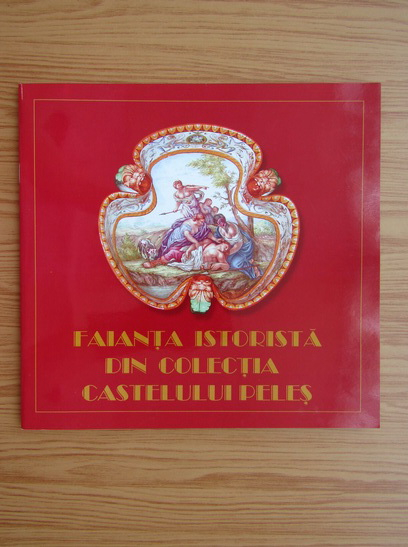 FAIANȚA ISTORISTĂ
DIN COLECȚIA
CASTELULUI PELEȘ